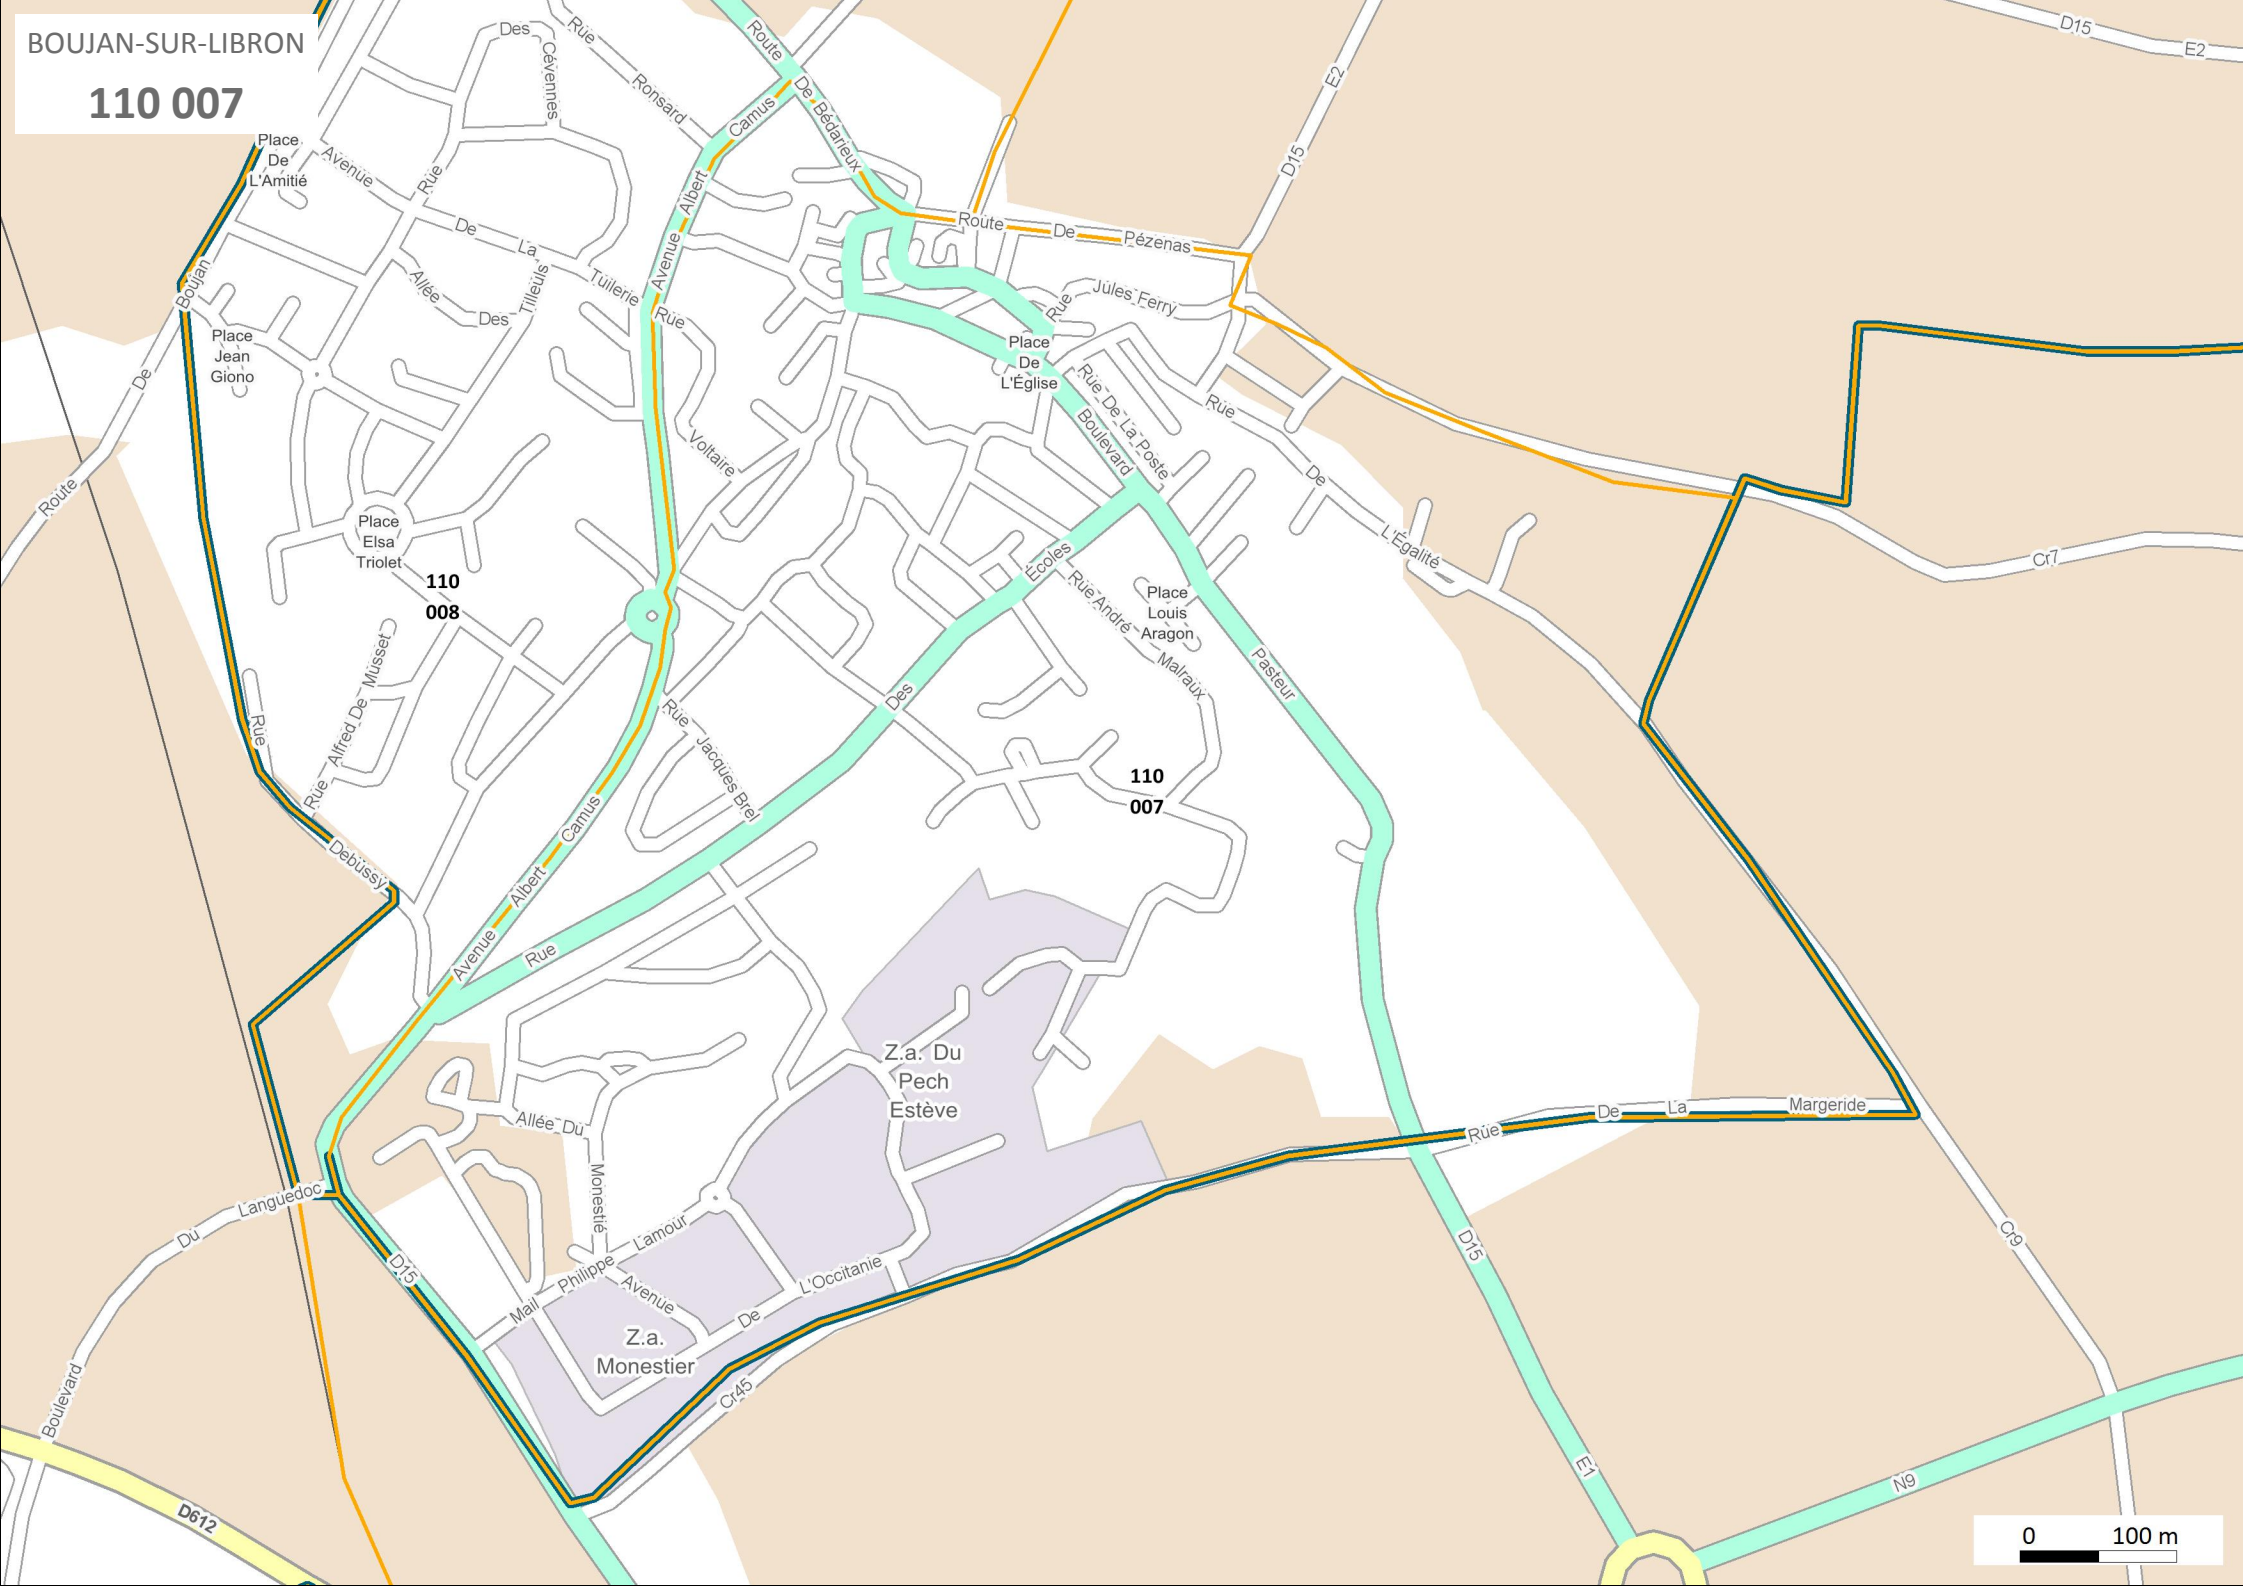 BOUJAN-SUR-LIBRON
110 007
Place
De
L'Amitié
Avenue
De
La
Tuilerie
Rue
Des
Cévennes
Rue
Ronsard
Route
De Bédarieux
Avenue
Albert
Camus
Route
De
Pézenas
D15
E2
D15
E2
Allée
Des
Tilleuls
Rue
Voltaire
Rue
Jules Ferry
Place
De
L'Église
Rue De La Poste
Boulevard
Pasteur
Rue
De
L'Égalité
Cr7
Route
De
Boujan
Place
Jean
Giono
Place
Elsa
Triolet
110
008
Rue
Alfred De Musset
Rue
Debussy
Rue
Jacques Brel
Rue
Des
Écoles
Rue André
Malraux
Place
Louis
Aragon
110
007
Avenue
Albert
Camus
Z.a. Du
Pech
Estève
Allée Du
Monestié
Mail
Philippe
Lamour
Avenue
De
L'Occitanie
Z.a.
Monestier
Cr45
Rue
De
La
Margeride
D15
E1
Cr9
N9
D15
Boulevard
Du
Languedoc
D612
0 100 m